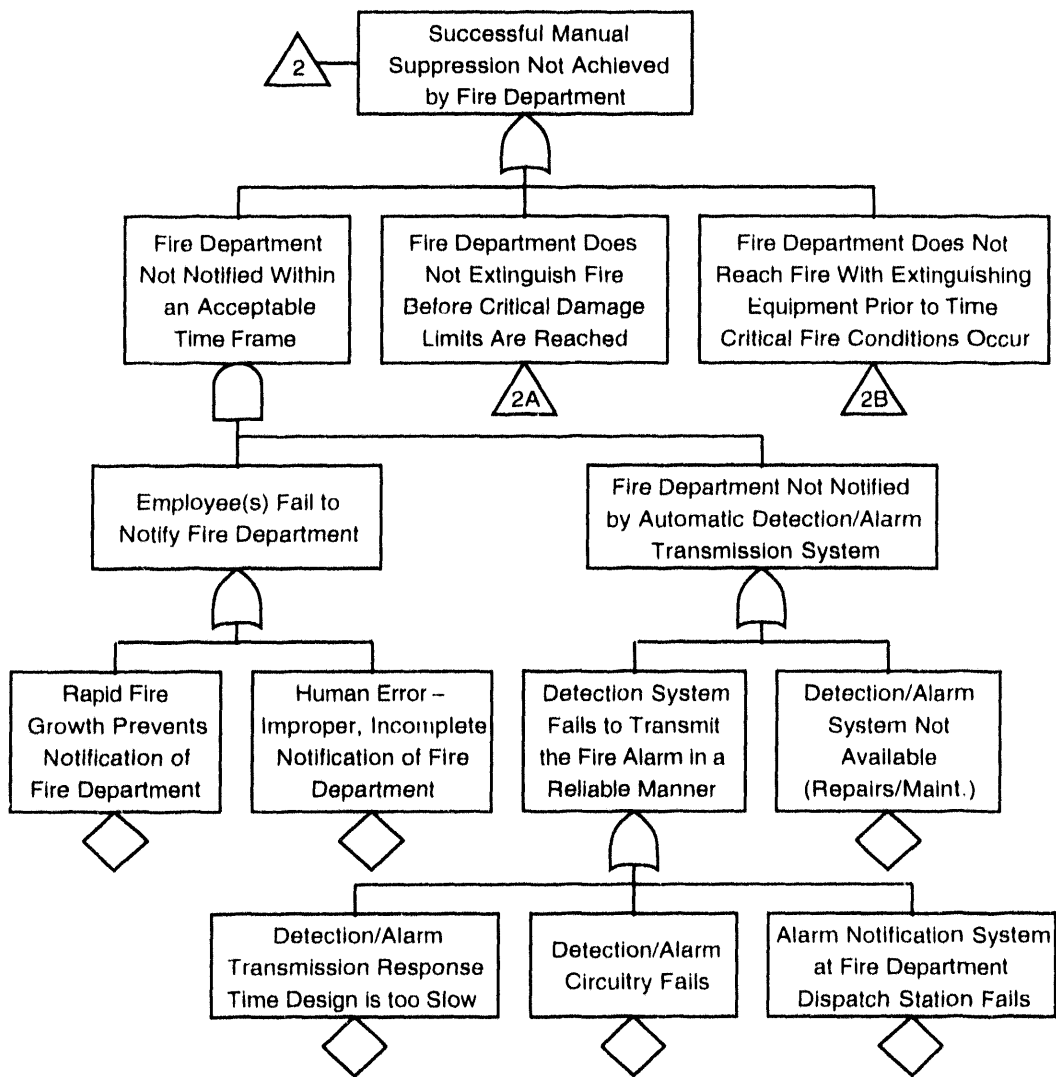 Successful Manual
Suppression Not Achieved
by Fire Department
2
Fire Department
Not Notified Within
an Acceptable
Time Frame
Fire Department Does
Not Extinguish Fire
Before Critical Damage
Limits Are Reached
Fire Department Does Not
Reach Fire With Extinguishing
Equipment Prior to Time
Critical Fire Conditions Occur
2A
2B
Employee(s) Fail to
Notify Fire Department
Fire Department Not Notified
by Automatic Detection/Alarm
Transmission System
Rapid Fire
Growth Prevents
Notification of
Fire Department
Human Error –
Improper, Incomplete
Notification of Fire
Department
Detection System
Fails to Transmit
the Fire Alarm in a
Reliable Manner
Detection/Alarm
System Not
Available
(Repairs/Maint.)
Detection/Alarm
Transmission Response
Time Design is too Slow
Detection/Alarm
Circuitry Fails
Alarm Notification System
at Fire Department
Dispatch Station Fails